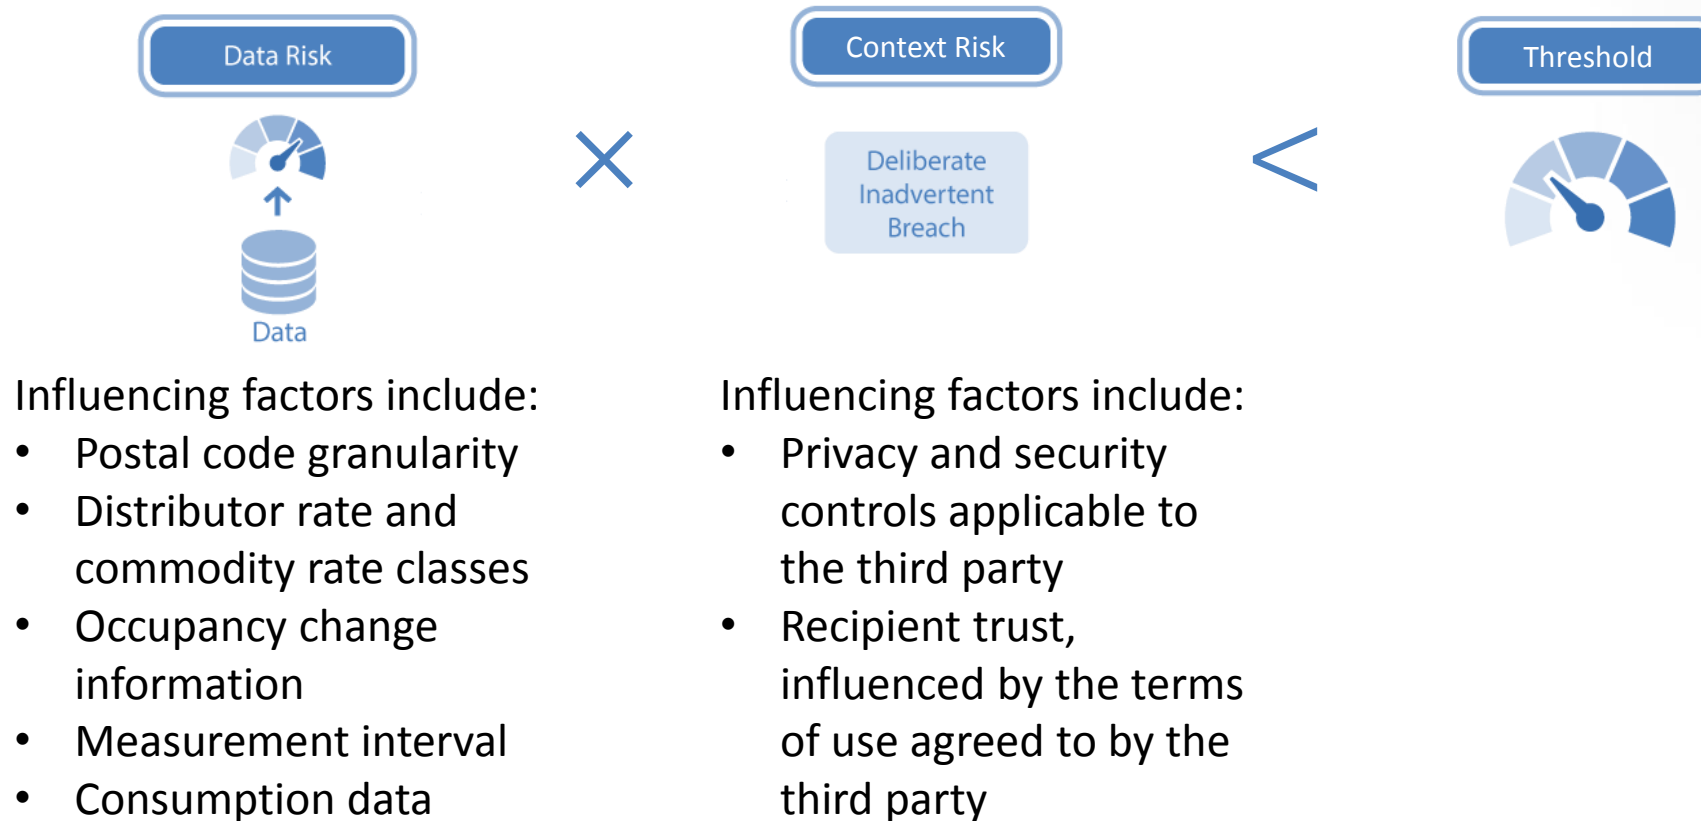 Data Risk
Context Risk
Threshold
×
<
Deliberate
Inadvertent
Breach
Data
Influencing factors include:
• Postal code granularity
• Distributor rate and
commodity rate classes
• Occupancy change
information
• Measurement interval
• Consumption data
Influencing factors include:
• Privacy and security
controls applicable to
the third party
• Recipient trust,
influenced by the terms
of use agreed to by the
third party